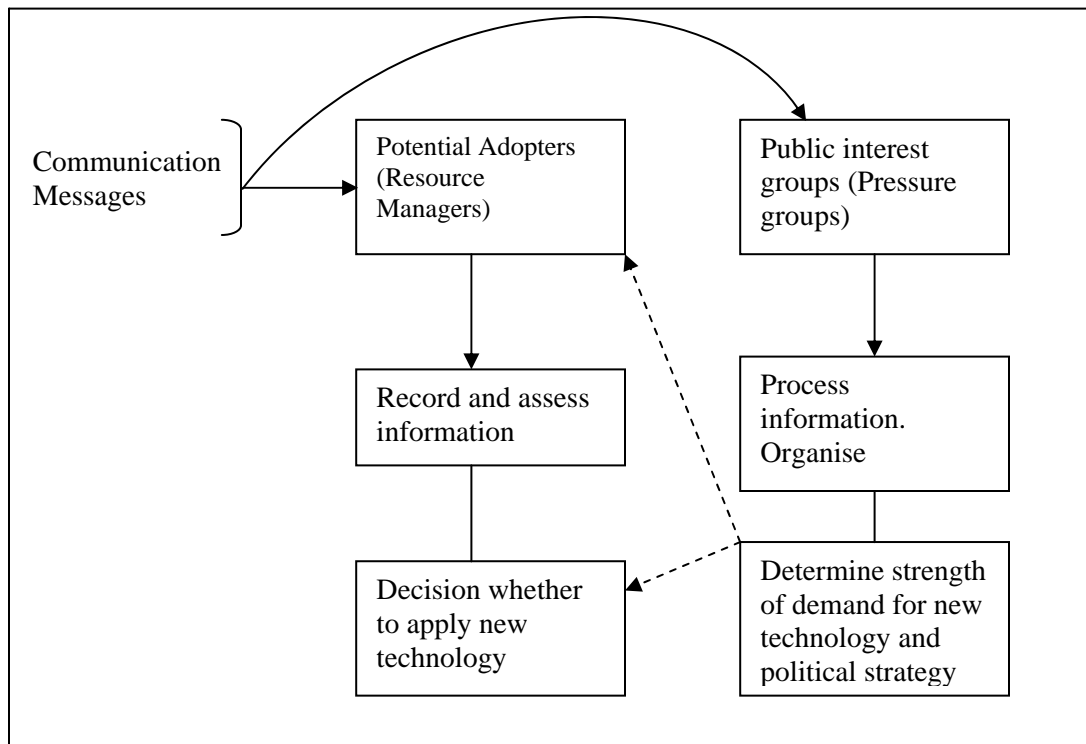 Communication
Messages
Potential Adopters
(Resource
Managers)
Public interest
groups (Pressure
groups)
Record and assess
information
Process
information.
Organise
Decision whether
to apply new
technology
Determine strength
of demand for new
technology and
political strategy